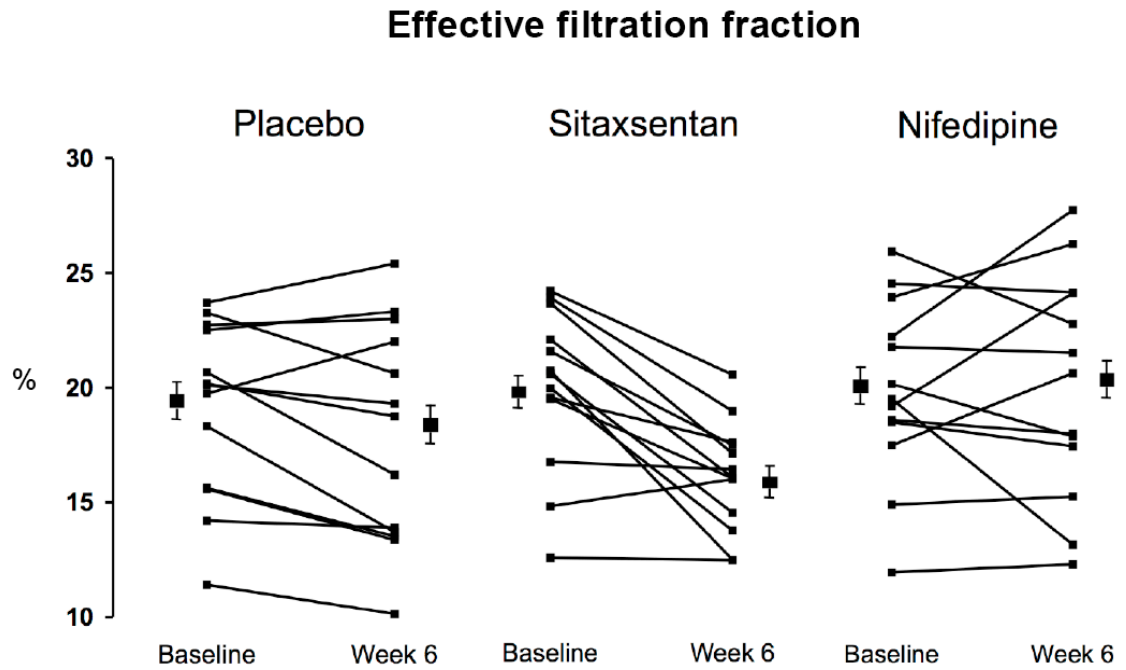 Effective filtration fraction
Placebo Sitaxsentan Nifedipine
30
25
%
20
15
10
Baseline Week 6 Baseline Week 6 Baseline Week 6